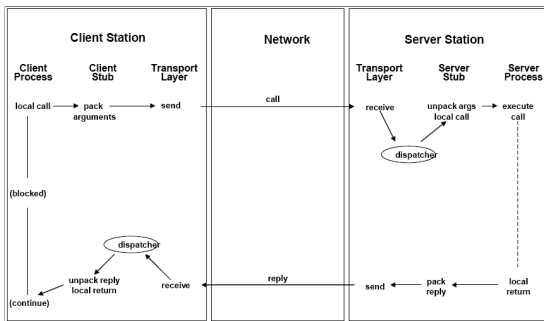 Client Station
Network
Server Station
Client Process
Client Stub
Transport Layer
Transport Layer
Server Stub
Server Process
local call
pack arguments
send
call
receive
unpack args local call
execute call
dispatcher
(blocked)
dispatcher
unpack reply local return
receive
reply
send
pack reply
local return
(continue)